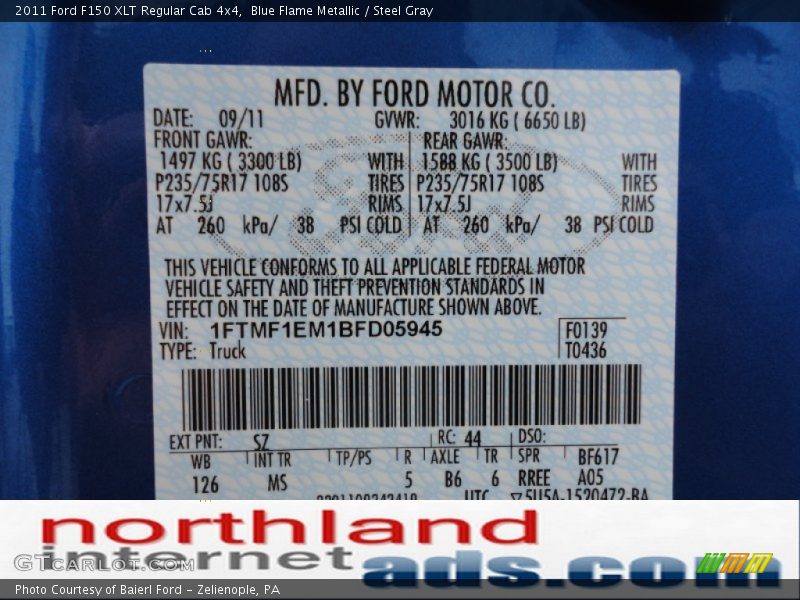 2011 Ford F150 XLT Regular Cab 4x4,  Blue Flame Metallic / Steel Gray
MFD. BY FORD MOTOR CO.
DATE: 09/11 GVWR: 3016 KG ( 6650 LB)
FRONT GAWR: REAR GAWR:
1497 KG ( 3300 LB) WITH 1588 KG ( 3500 LB) WITH
P235/75R17 108S TIRES P235/75R17 108S TIRES
17x7.5J RIMS 17x7.5J RIMS
AT 260 kPa/ 38 PSI COLD AT 260 kPa/ 38 PSI COLD
THIS VEHICLE CONFORMS TO ALL APPLICABLE FEDERAL MOTOR
VEHICLE SAFETY AND THEFT PREVENTION STANDARDS IN
EFFECT ON THE DATE OF MANUFACTURE SHOWN ABOVE.
VIN: 1FTMF1EM1BFD05945 F0139
TYPE: Truck T0436
EXT PNT: SZ RC: 44 DSO:
WB INT TR TP/PS R AXLE TR SPR BF617
126 MS 5 B6 6 RREE A05
UTC ▽5U5A-1520472-BA
northland
internet
ads.com
GTCarLot.com
Photo Courtesy of Baierl Ford - Zelienople, PA